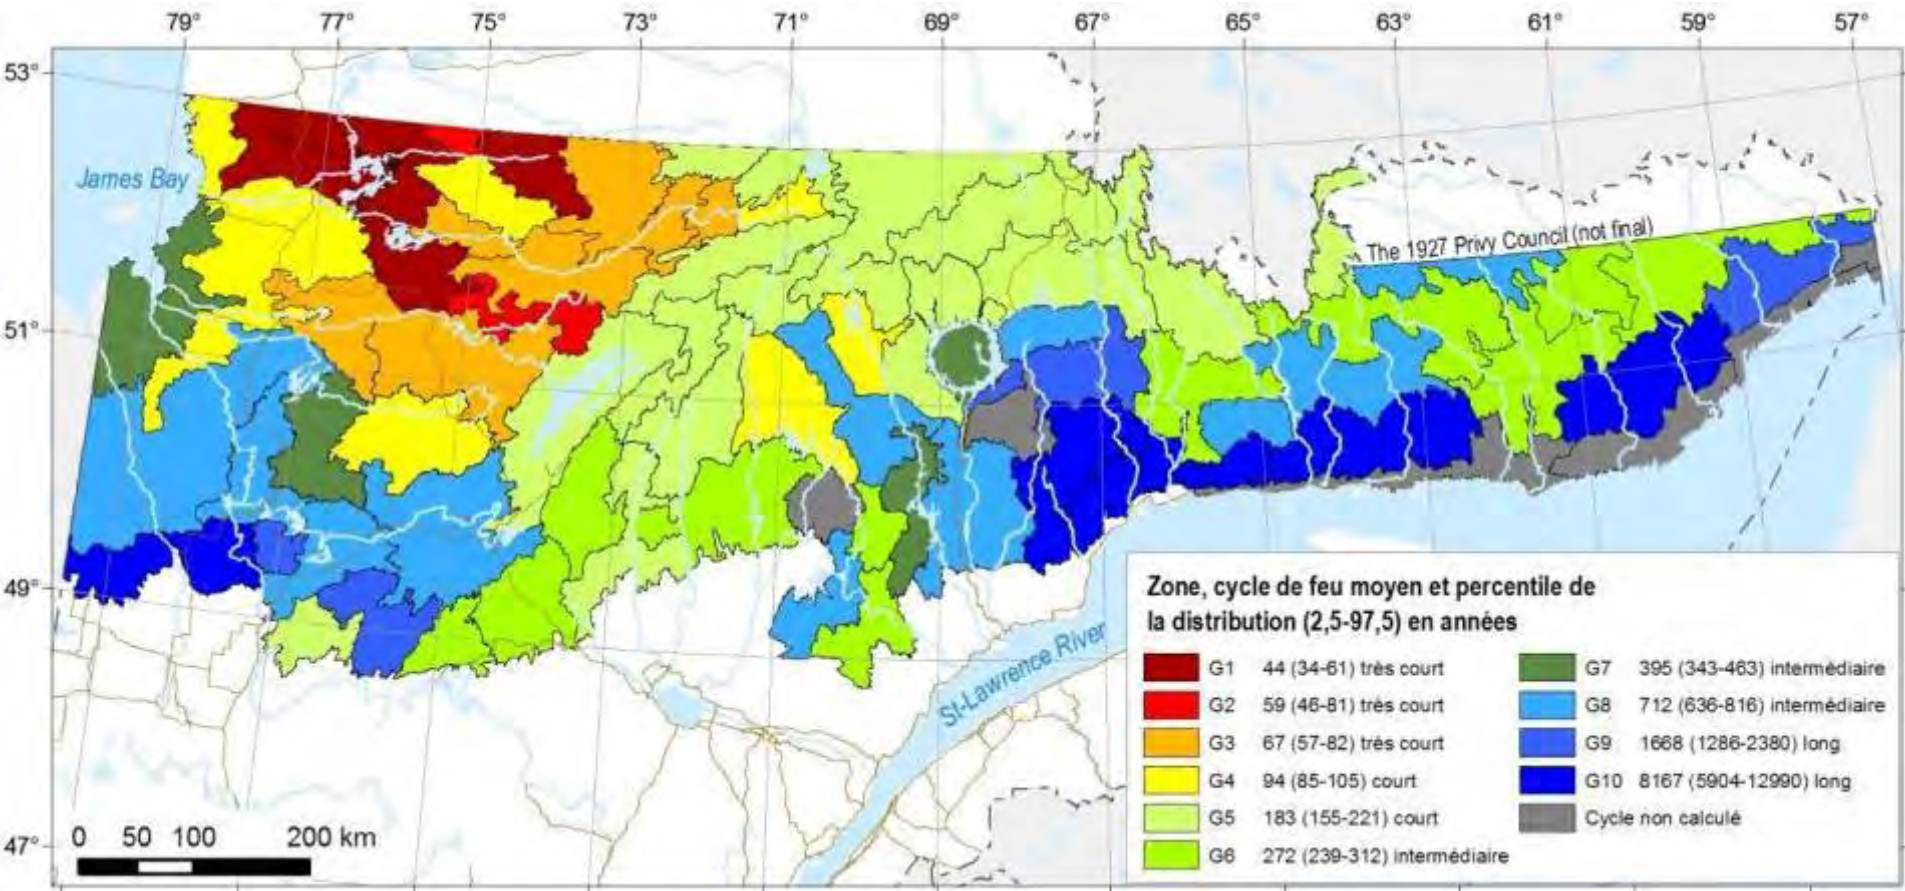 79° 77° 75° 73° 71° 69° 67° 65° 63° 61° 59° 57°
53°
James Bay
The 1927 Privy Council (not final)
51°
49°
St-Lawrence River
47°
0 50 100 200 km
Zone, cycle de feu moyen et percentile de
la distribution (2,5-97,5) en années
G1 44 (34-61) très court
G2 59 (46-81) très court
G3 67 (57-82) très court
G4 94 (85-105) court
G5 183 (155-221) court
G6 272 (239-312) intermédiaire
G7 395 (343-463) intermédiaire
G8 712 (636-816) intermédiaire
G9 1668 (1286-2380) long
G10 8167 (5904-12990) long
Cycle non calculé